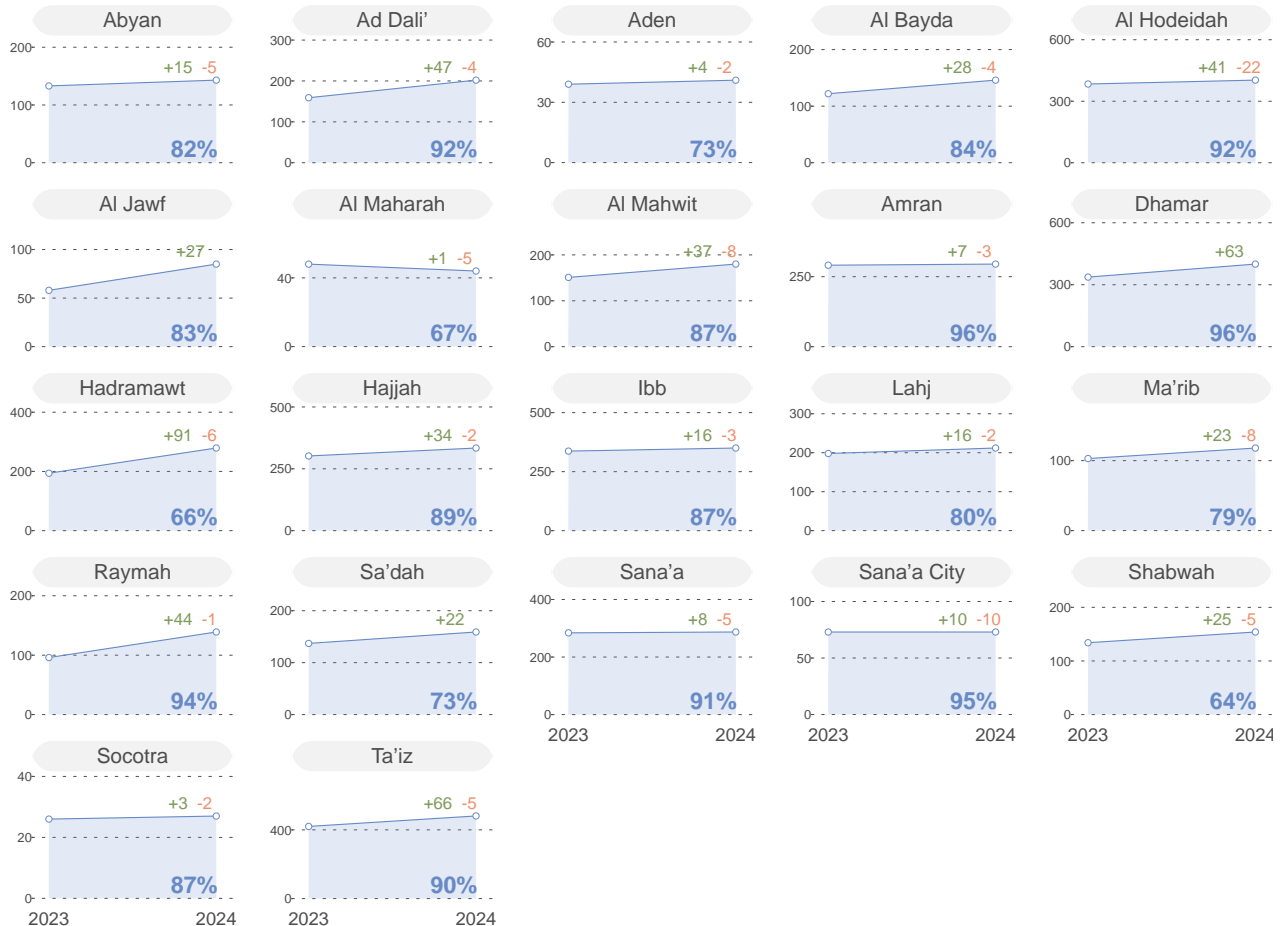 Abyan Ad Dali’ Aden Al Bayda Al Hodeidah
200 300 60 200 600
+15 -5 +47 -4 +4 -2 +28 -4 +41 -22
200
100 30 100 300
100
82% 92% 73% 84% 92%
0 0 0 0 0
Al Jawf Al Maharah Al Mahwit Amran Dhamar
600
100 +27 +1 -5 200 +37 -8 +7 -3 +63
40 250
50 100 300
83% 67% 87% 96% 96%
0 0 0 0 0
Hadramawt Hajjah Ibb Lahj Ma’rib
400 500 500 300
+91 -6 +34 -2 +16 -3 +16 -2 +23 -8
200 250 250 200 100
100
66% 89% 87% 80% 79%
0 0 0 0 0
Raymah Sa’dah Sana’a Sana’a City Shabwah
200 200 400 100 200
+44 -1 +22 +8 -5 +10 -10 +25 -5
100 100 200 50 100
94% 73% 91% 95% 64%
0 0 0 0 0
2023 2024 2023 2024 2023 2024
Socotra Ta’iz
40
+3 -2 +66 -5
20 400
87% 90%
0 0
2023 2024 2023 2024